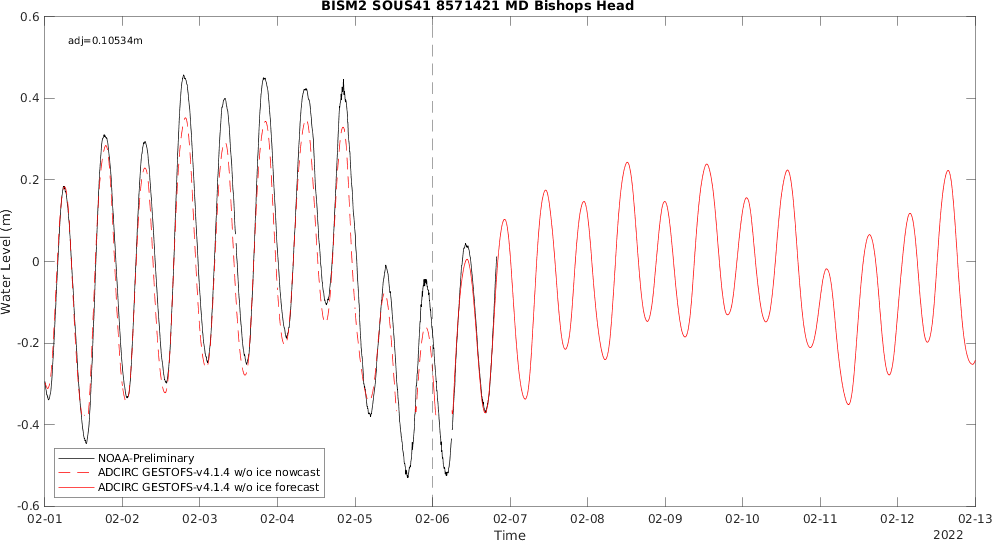 BISM2 SOUS41 8571421 MD Bishops Head
adj=0.10534m
Water Level (m)
0.6
0.4
0.2
0
-0.2
-0.4
-0.6
NOAA-Preliminary
ADCIRC GESTOFS-v4.1.4 w/o ice nowcast
ADCIRC GESTOFS-v4.1.4 w/o ice forecast
02-01 02-02 02-03 02-04 02-05 02-06 02-07 02-08 02-09 02-10 02-11 02-12 02-13
Time
2022